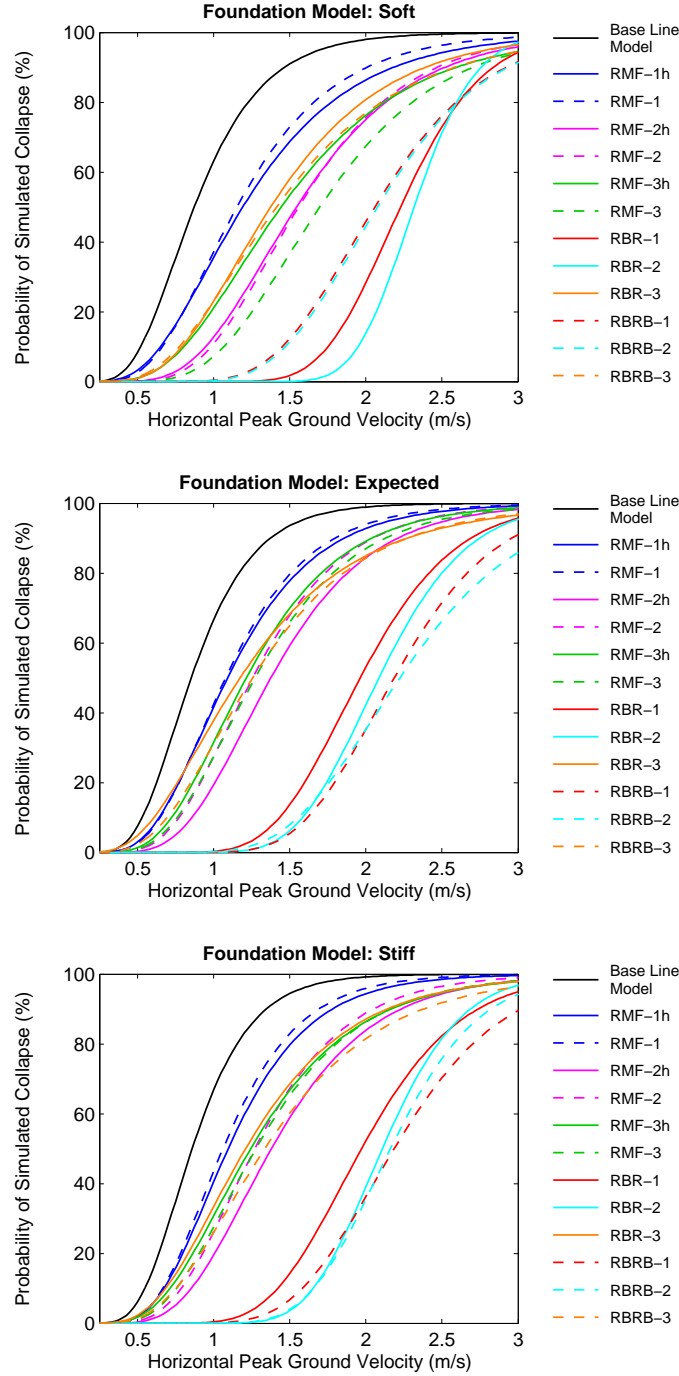 Foundation Model: Soft
Probability of Simulated Collapse (%)
100
80
60
40
20
0
0.5
1
1.5
2
2.5
3
Horizontal Peak Ground Velocity (m/s)
Base Line
Model
RMF−1h
RMF−1
RMF−2h
RMF−2
RMF−3h
RMF−3
RBR−1
RBR−2
RBR−3
RBRB−1
RBRB−2
RBRB−3
Foundation Model: Expected
Probability of Simulated Collapse (%)
100
80
60
40
20
0
0.5
1
1.5
2
2.5
3
Horizontal Peak Ground Velocity (m/s)
Base Line
Model
RMF−1h
RMF−1
RMF−2h
RMF−2
RMF−3h
RMF−3
RBR−1
RBR−2
RBR−3
RBRB−1
RBRB−2
RBRB−3
Foundation Model: Stiff
Probability of Simulated Collapse (%)
100
80
60
40
20
0
0.5
1
1.5
2
2.5
3
Horizontal Peak Ground Velocity (m/s)
Base Line
Model
RMF−1h
RMF−1
RMF−2h
RMF−2
RMF−3h
RMF−3
RBR−1
RBR−2
RBR−3
RBRB−1
RBRB−2
RBRB−3